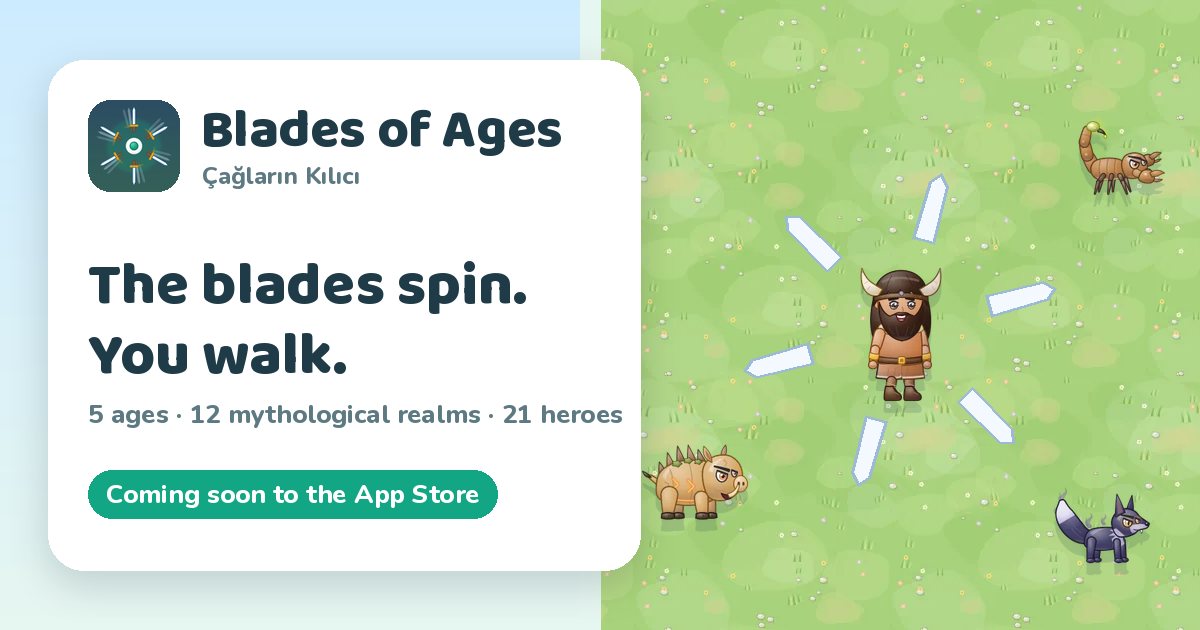 Blades of Ages
Çağların Kılıcı
The blades spin.
You walk.
5 ages · 12 mythological realms · 21 heroes
Coming soon to the App Store